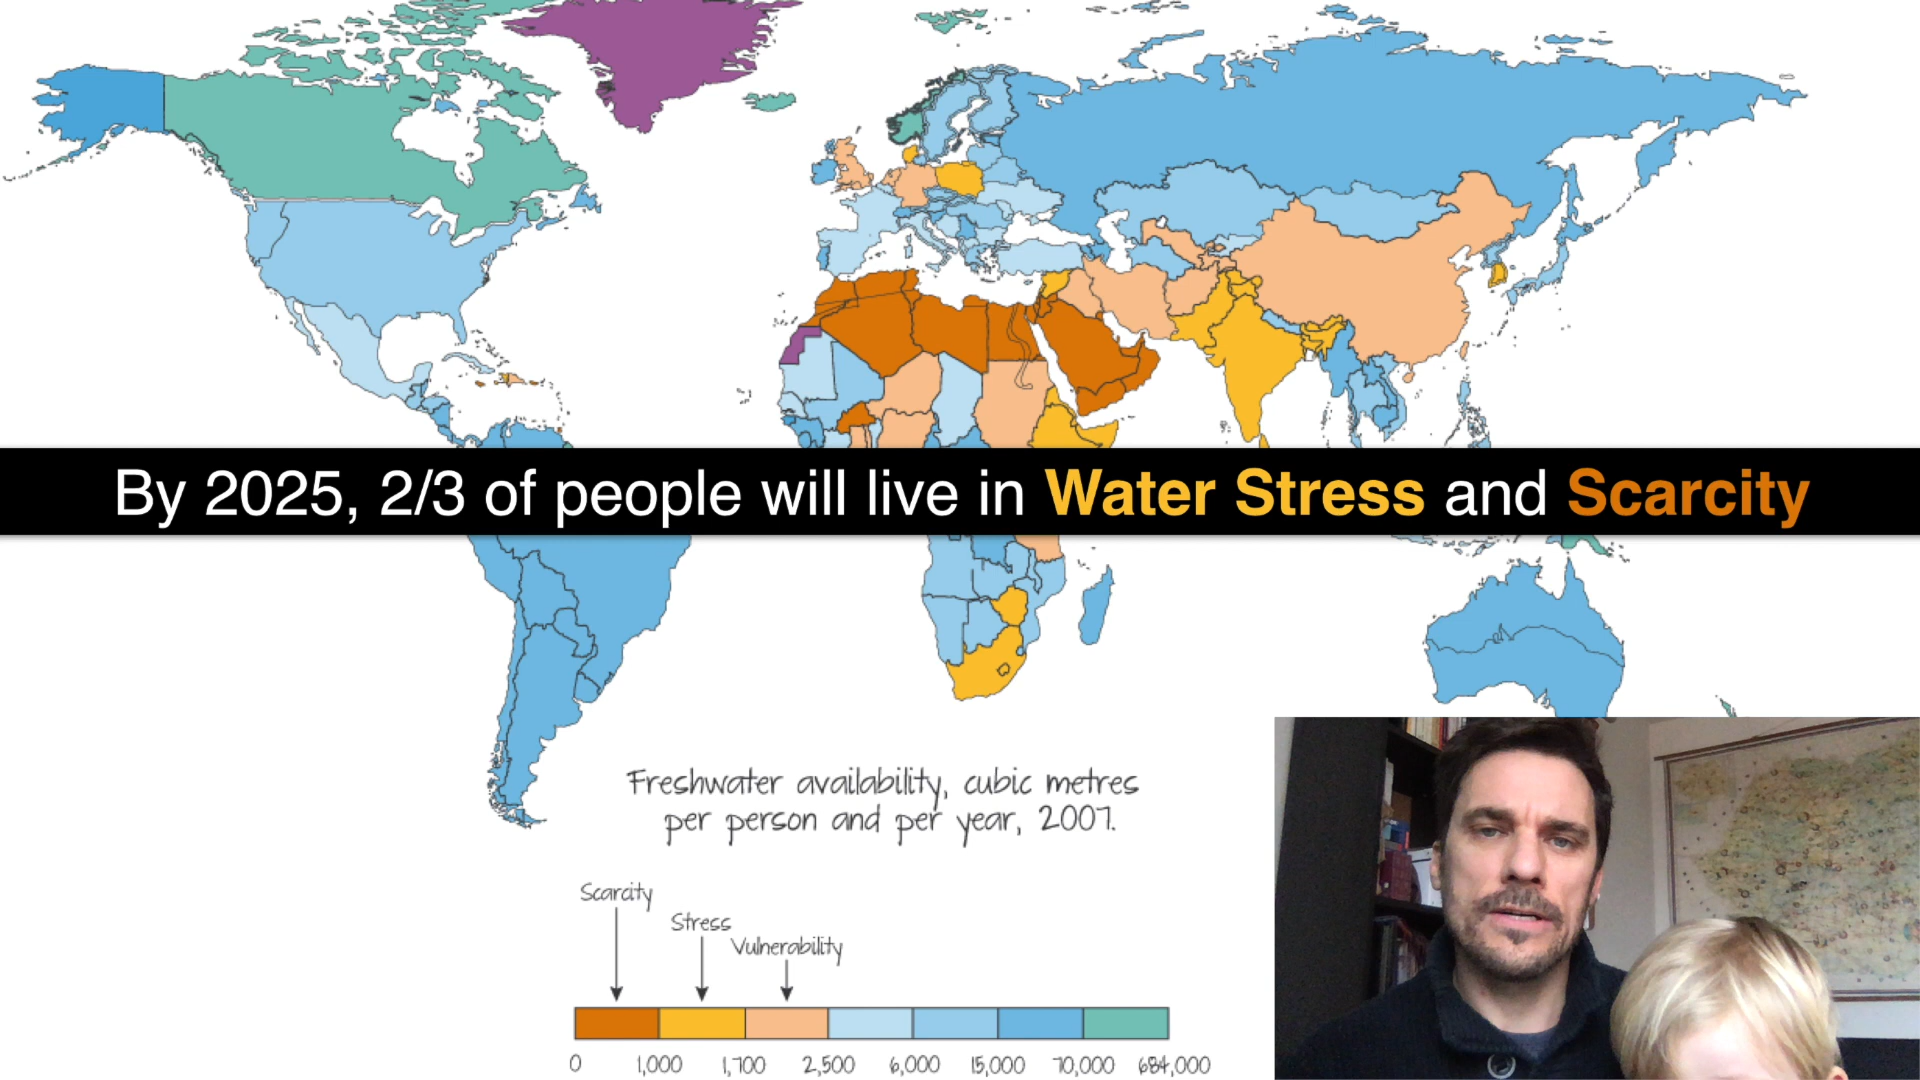 By 2025, 2/3 of people will live in Water Stress and Scarcity
Freshwater availability, cubic metres
per person and per year, 2007.
Scarcity
Stress
Vulnerability
0 1,000 1,700 2,500 6,000 15,000 70,000 684,000